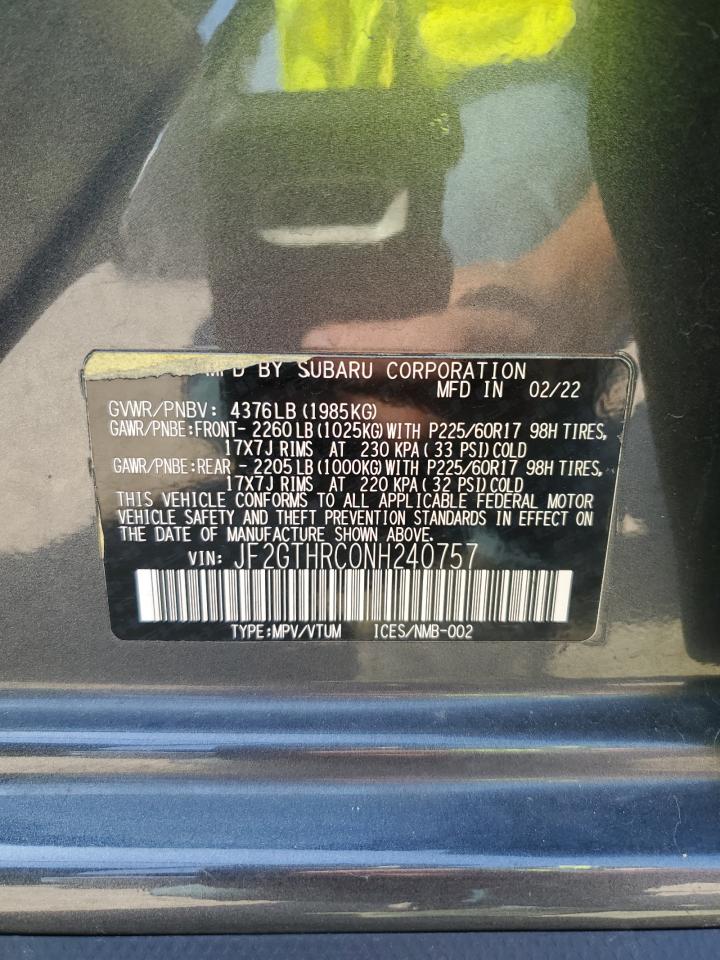 MFD BY SUBARU CORPORATION
MFD IN 02/22
GVWR/PNBV: 4376LB(1985KG)
GAWR/PNBE:FRONT- 2260LB(1025KG)WITH P225/60R17 98H TIRES,
17X7J RIMS AT 230 KPA( 33 PSI)COLD
GAWR/PNBE:REAR - 2205LB(1000KG)WITH P225/60R17 98H TIRES,
17X7J RIMS AT 220 KPA( 32 PSI)COLD
THIS VEHICLE CONFORMS TO ALL APPLICABLE FEDERAL MOTOR
VEHICLE SAFETY AND THEFT PREVENTION STANDARDS IN EFFECT ON
THE DATE OF MANUFACTURE SHOWN ABOVE.
VIN: JF2GTHRC0NH240757
TYPE:MPV/VTUM ICES/NMB-002